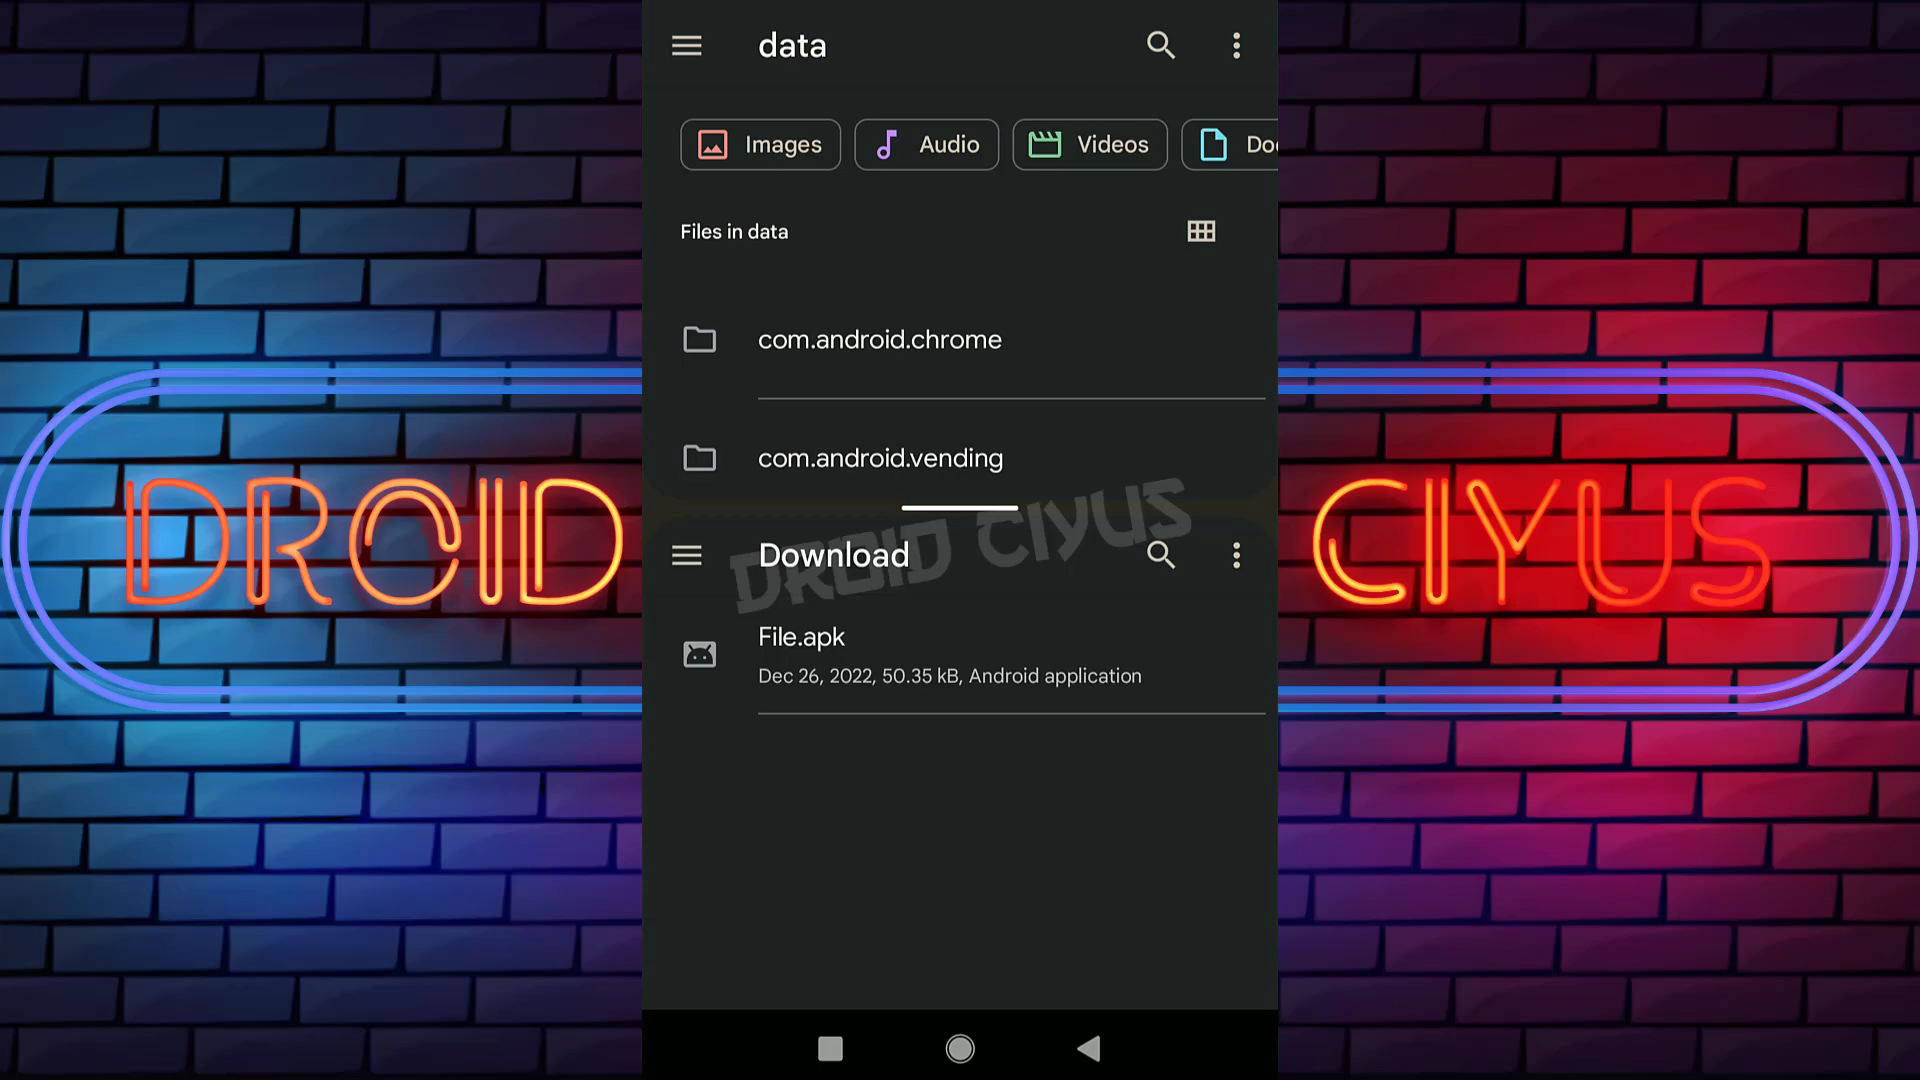 data
Images
Audio
Videos
Do
Files in data
com.android.chrome
com.android.vending
DROID CIYUS
DROID
CIYUS
Download
File.apk
Dec 26, 2022, 50.35 kB, Android application